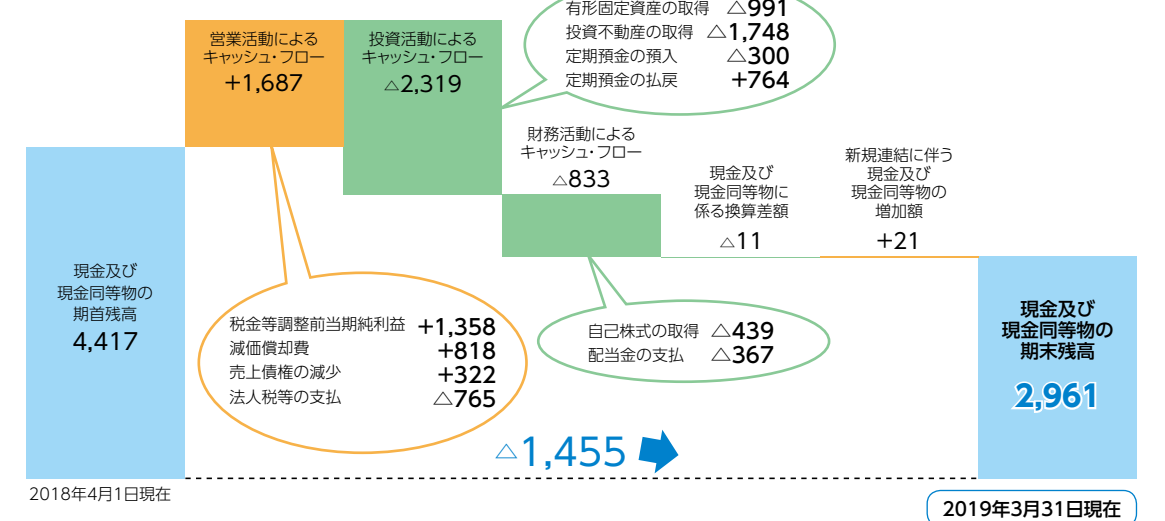 有形固定資産の取得 △991
投資不動産の取得 △1,748
定期預金の預入 △300
定期預金の払戻 +764
営業活動による
キャッシュ・フロー
+1,687
投資活動による
キャッシュ・フロー
△2,319
財務活動による
キャッシュ・フロー
△833
現金及び
現金同等物に
係る換算差額
△11
新規連結に伴う
現金及び
現金同等物の
増加額
+21
現金及び
現金同等物の
期首残高
4,417
税金等調整前当期純利益 +1,358
減価償却費 +818
売上債権の減少 +322
法人税等の支払 △765
自己株式の取得 △439
配当金の支払 △367
現金及び
現金同等物の
期末残高
2,961
△1,455
2018年4月1日現在
2019年3月31日現在